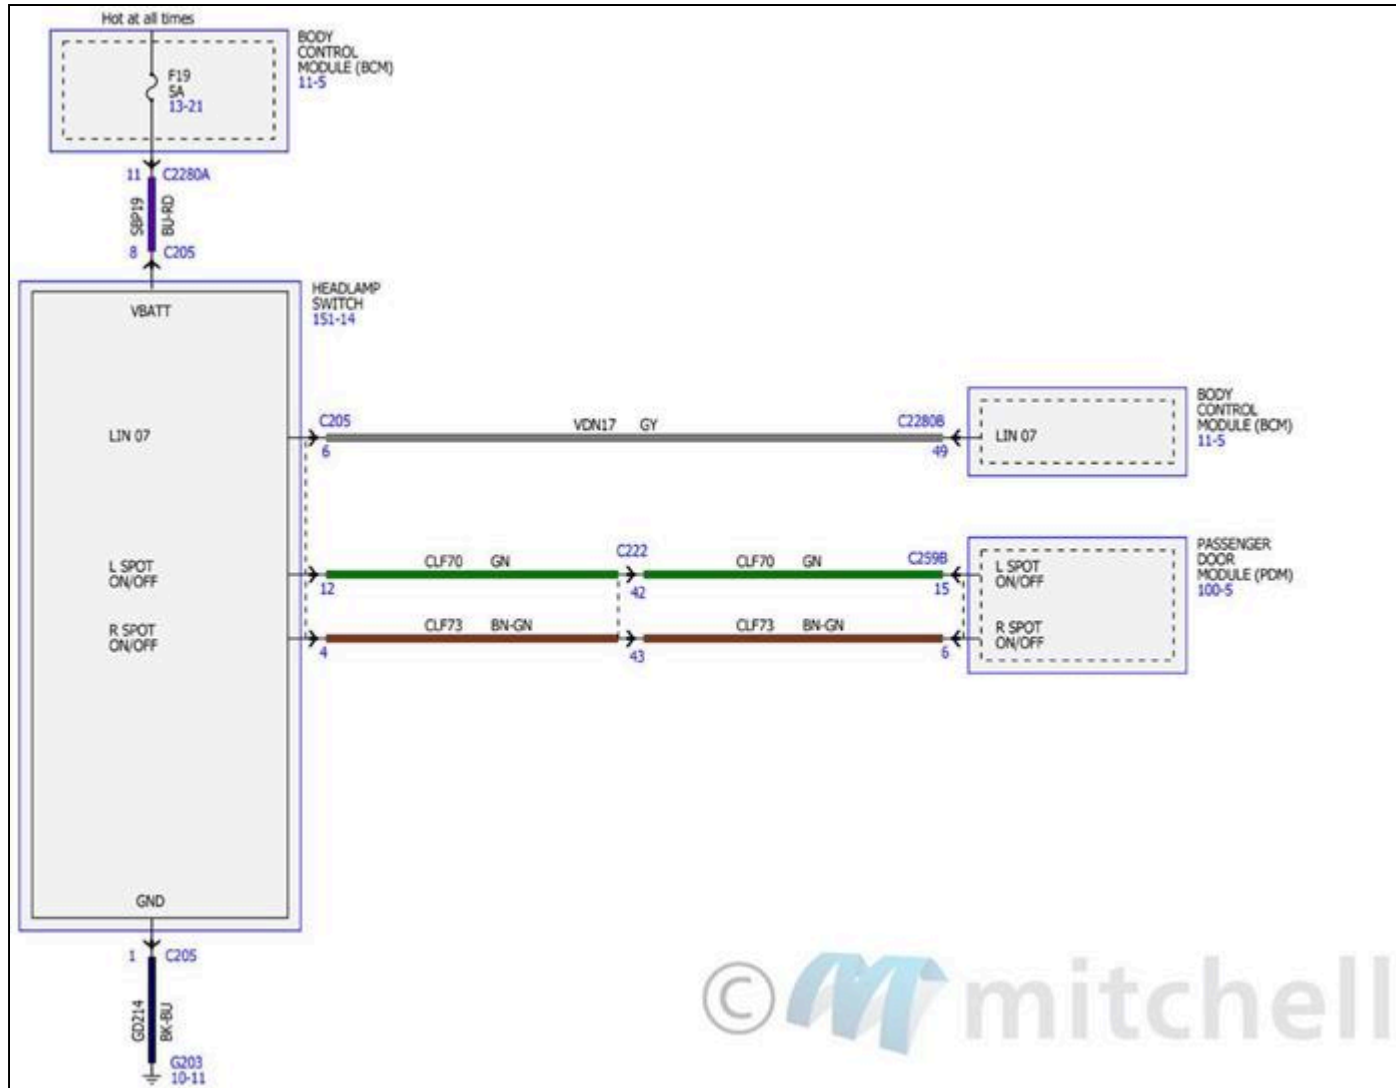 Hot at all times
BODY
CONTROL
MODULE (BCM)
11-5
F19
5A
13-21
11 C2280A
SBP19
BU-RD
8 C205
HEADLAMP
SWITCH
151-14
VBATT
LIN 07
C205
6
VDN17 GY
C2280B
49
LIN 07
BODY
CONTROL
MODULE (BCM)
11-5
L SPOT
ON/OFF
12
CLF70 GN
C222
42
CLF70 GN
C259B
15
L SPOT
ON/OFF
PASSENGER
DOOR
MODULE (PDM)
100-5
R SPOT
ON/OFF
4
CLF73 BN-GN
43
CLF73 BN-GN
6
R SPOT
ON/OFF
GND
1 C205
GD214
BK-BU
G203
10-11
© mitchell